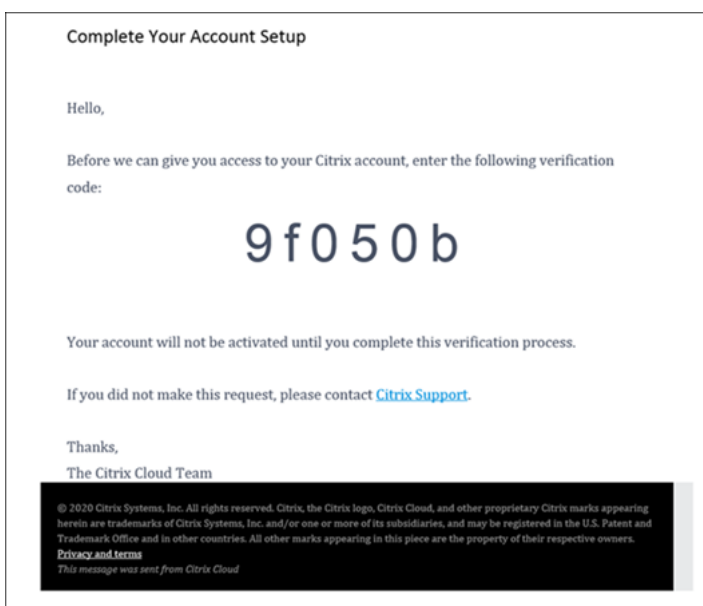 Complete Your Account Setup
Hello,
Before we can give you access to your Citrix account, enter the following verification
code:
9f050b
Your account will not be activated until you complete this verification process.
If you did not make this request, please contact Citrix Support.
Thanks,
The Citrix Cloud Team
© 2020 Citrix Systems, Inc. All rights reserved. Citrix, the Citrix logo, Citrix Cloud, and other proprietary Citrix marks appearing
herein are trademarks of Citrix Systems, Inc. and/or one or more of its subsidiaries, and may be registered in the U.S. Patent and
Trademark Office and in other countries. All other marks appearing in this piece are the property of their respective owners.
Privacy and terms
This message was sent from Citrix Cloud